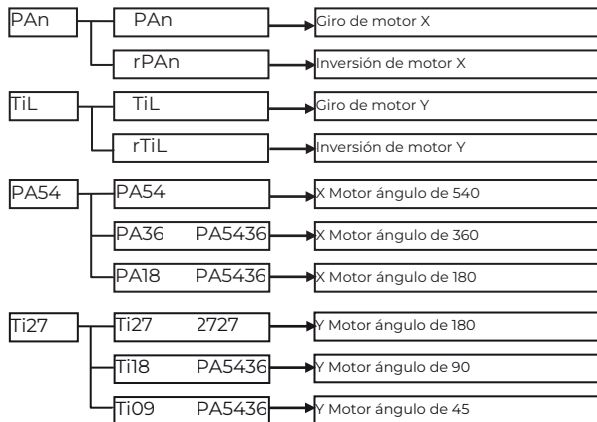 PAn PAn Giro de motor X
rPAn Inversión de motor X
TiL TiL Giro de motor Y
rTiL Inversión de motor Y
PA54 PA54 X Motor ángulo de 540
PA36 PA5436 X Motor ángulo de 360
PA18 PA5436 X Motor ángulo de 180
Ti27 Ti27 2727 Y Motor ángulo de 180
Ti18 PA5436 Y Motor ángulo de 90
Ti09 PA5436 Y Motor ángulo de 45